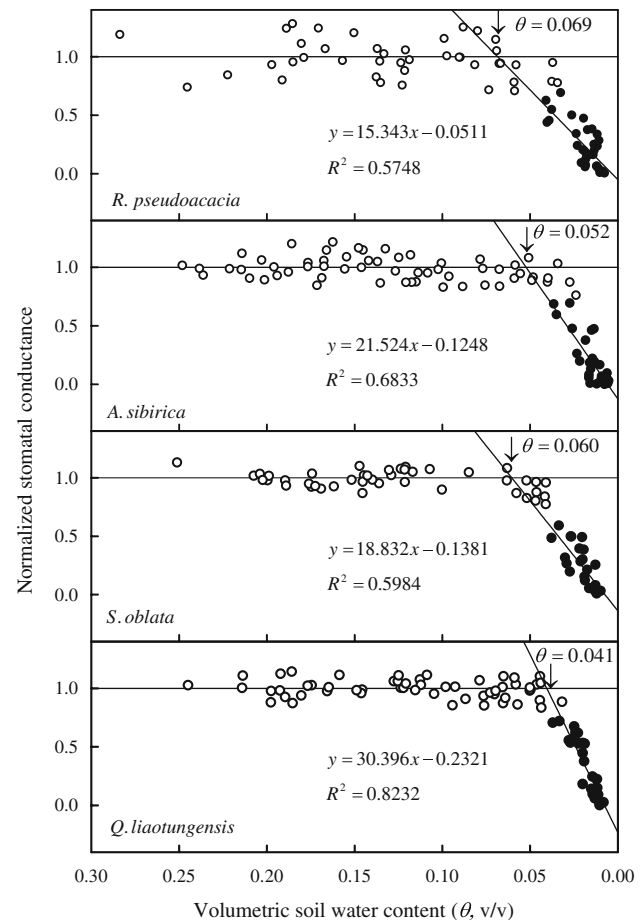 θ = 0.069
1.0
0.5
y = 15.343x − 0.0511
R² = 0.5748
0.0
R. pseudoacacia
θ = 0.052
1.0
0.5
y = 21.524x − 0.1248
R² = 0.6833
0.0
A. sibirica
θ = 0.060
1.0
0.5
y = 18.832x − 0.1381
R² = 0.5984
0.0
S. oblata
θ = 0.041
1.0
0.5
y = 30.396x − 0.2321
R² = 0.8232
0.0
Q. liaotungensis
Normalized stomatal conductance
0.30 0.25 0.20 0.15 0.10 0.05 0.00
Volumetric soil water content (θ, v/v)